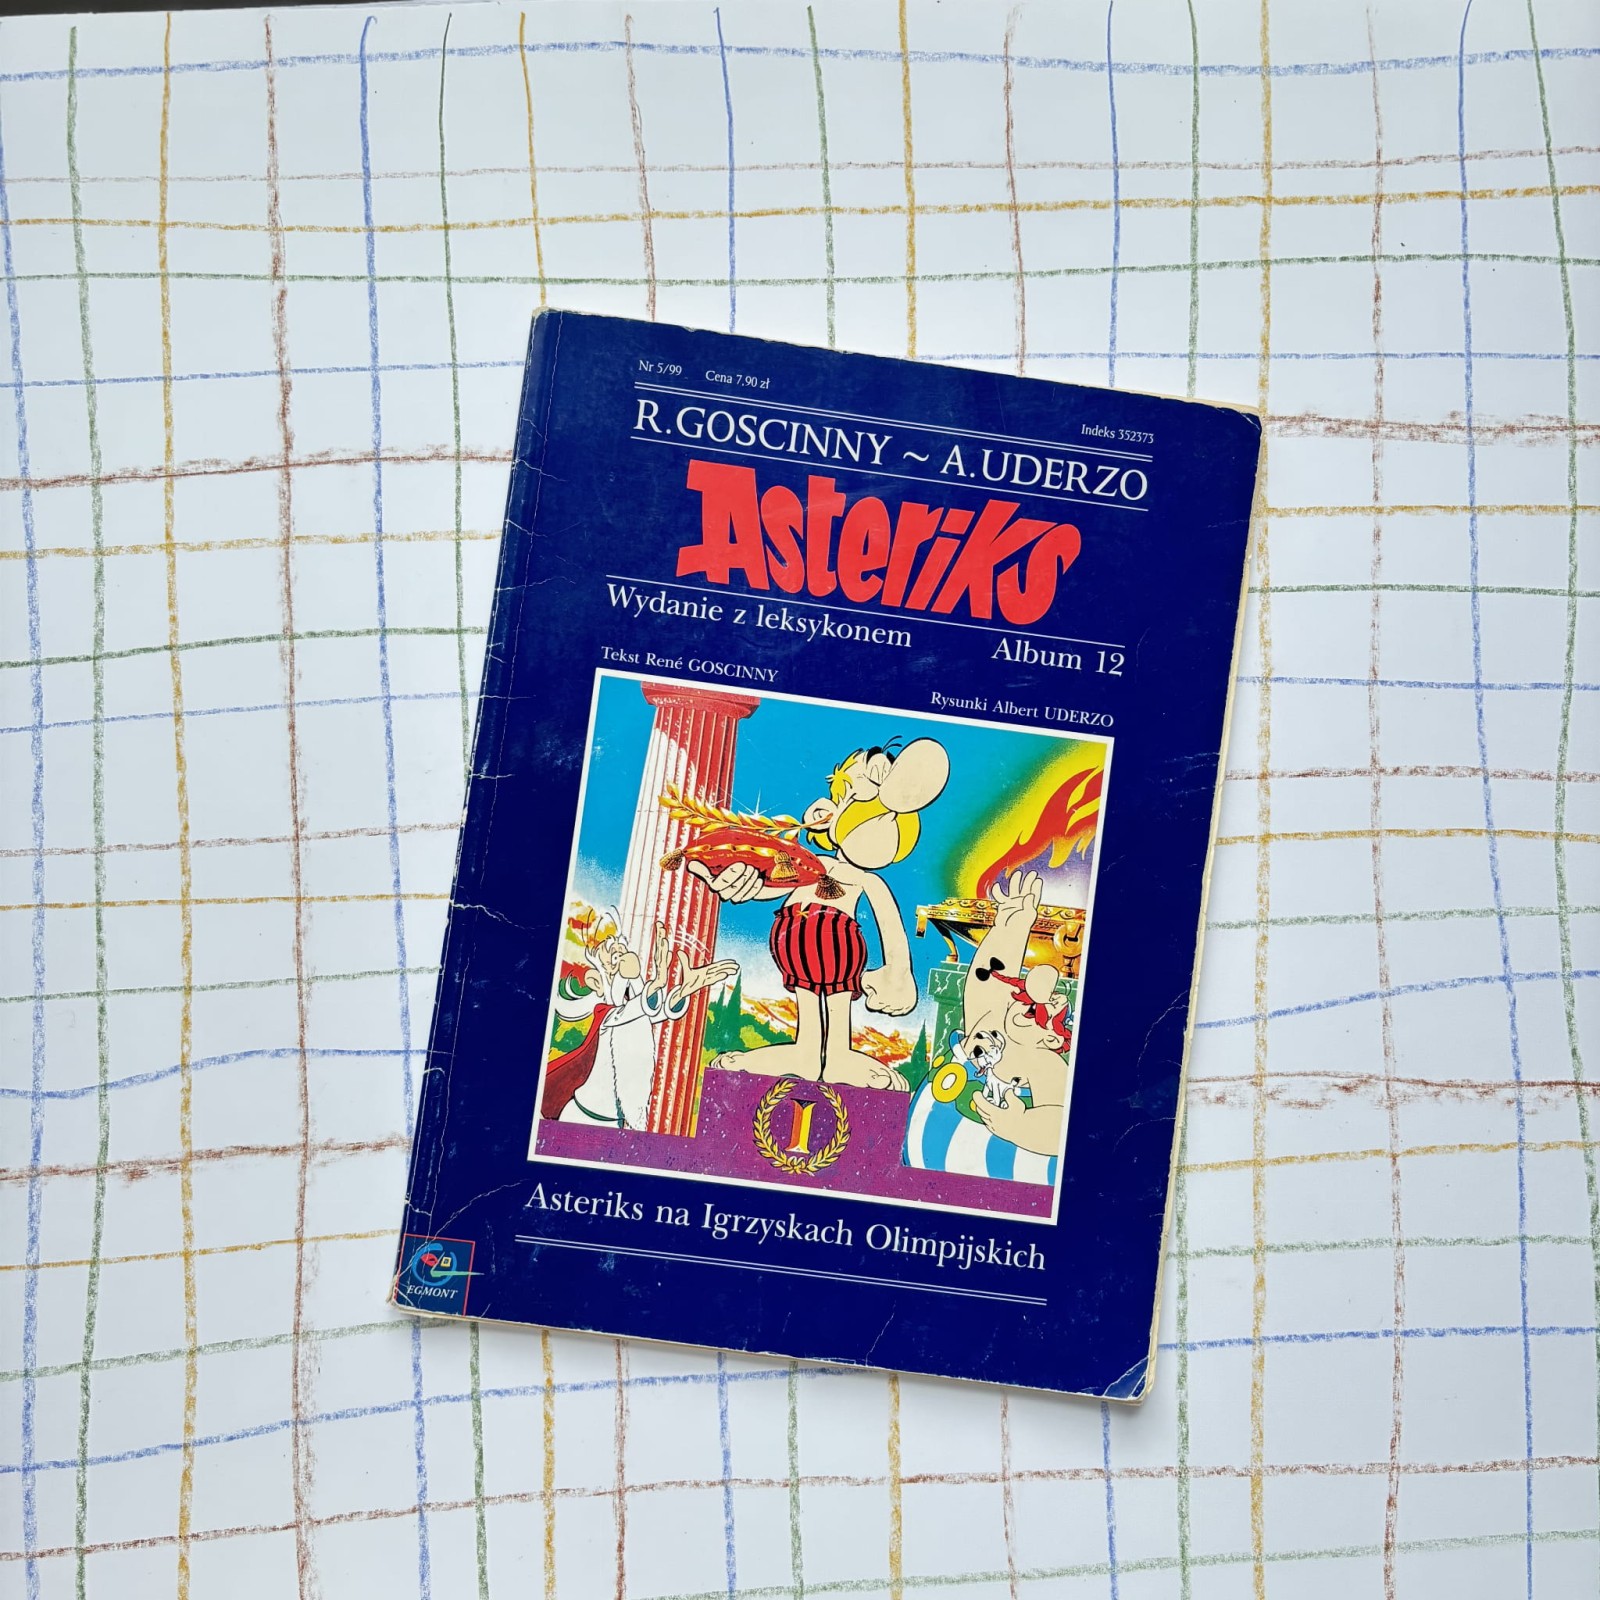 Nr 5/99 Cena 7,90 zł
Indeks 352373
R.GOSCINNY ~ A.UDERZO
Asteriks
Wydanie z leksykonem Album 12
Tekst René GOSCINNY
Rysunki Albert UDERZO
I
Asteriks na Igrzyskach Olimpijskich
EGMONT